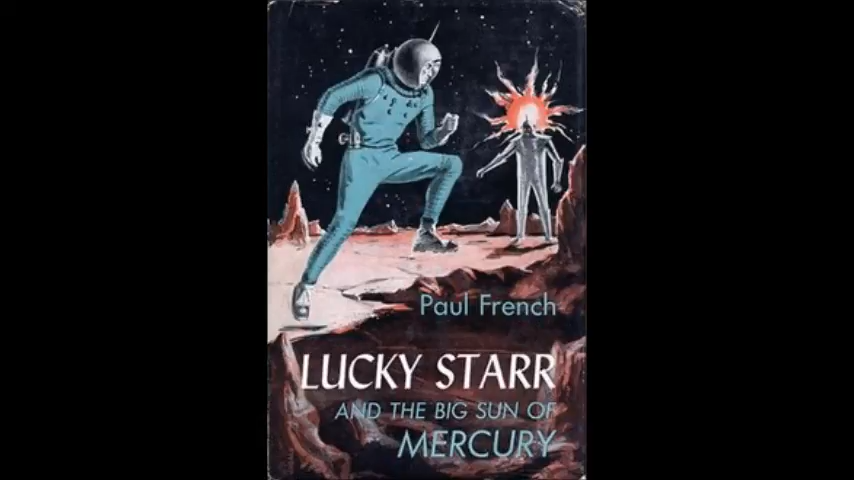 Paul French
LUCKY STARR
AND THE BIG SUN OF
MERCURY